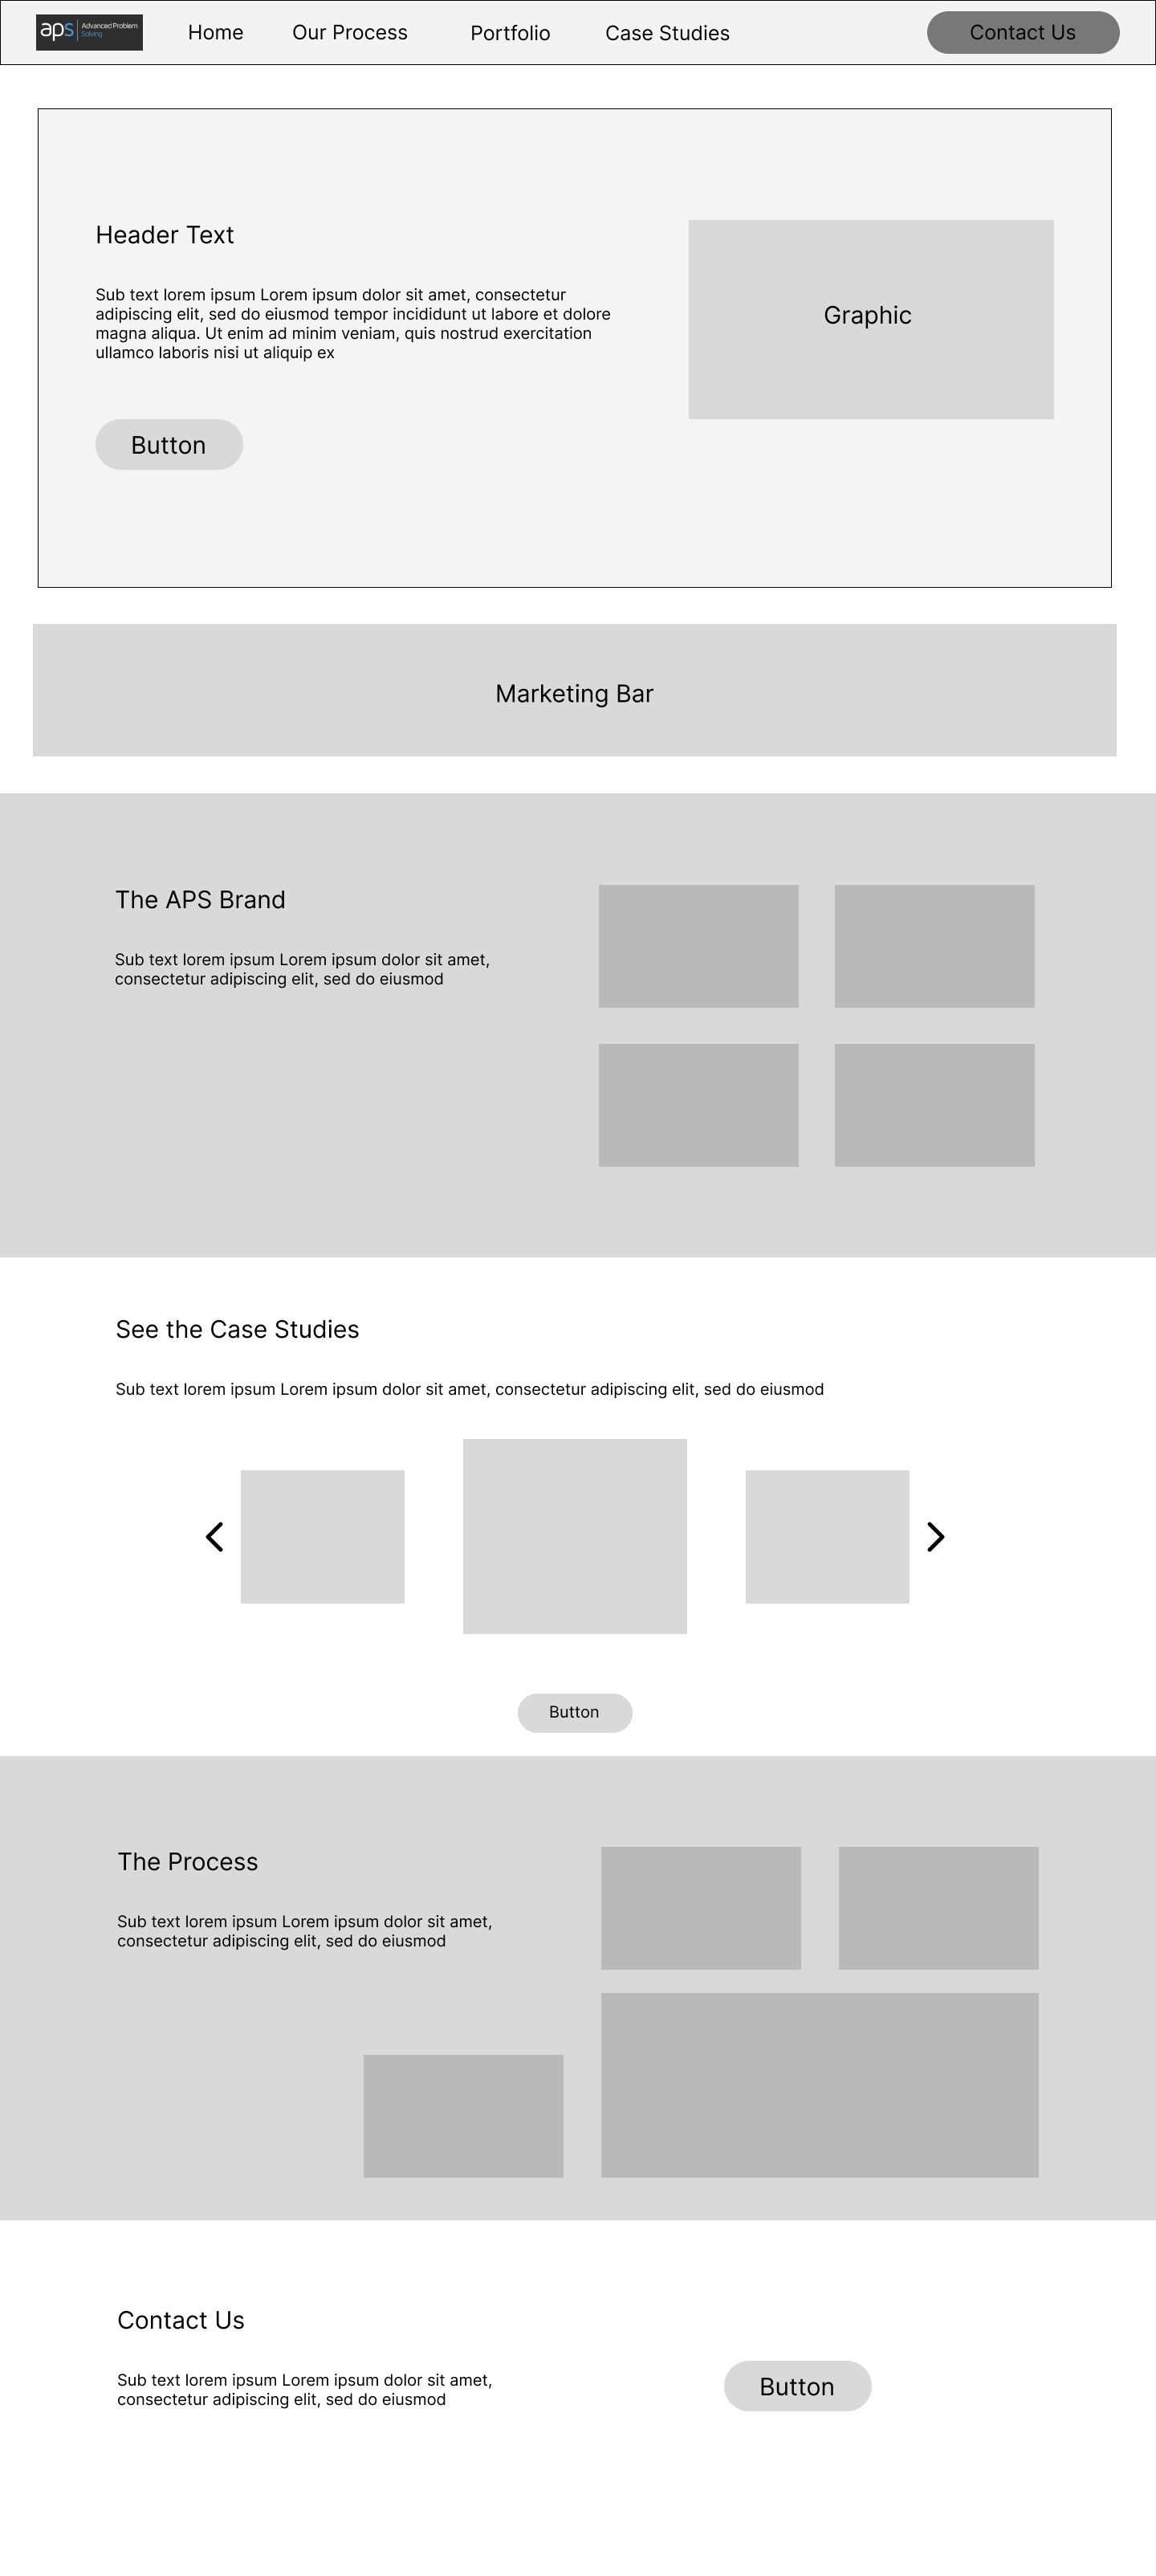 aps Advanced Problem
Solving
Home Our Process Portfolio Case Studies Contact Us
Header Text
Sub text lorem ipsum Lorem ipsum dolor sit amet, consectetur
adipiscing elit, sed do eiusmod tempor incididunt ut labore et dolore
magna aliqua. Ut enim ad minim veniam, quis nostrud exercitation
ullamco laboris nisi ut aliquip ex
Button
Graphic
Marketing Bar
The APS Brand
Sub text lorem ipsum Lorem ipsum dolor sit amet,
consectetur adipiscing elit, sed do eiusmod
See the Case Studies
Sub text lorem ipsum Lorem ipsum dolor sit amet, consectetur adipiscing elit, sed do eiusmod
Button
The Process
Sub text lorem ipsum Lorem ipsum dolor sit amet,
consectetur adipiscing elit, sed do eiusmod
Contact Us
Sub text lorem ipsum Lorem ipsum dolor sit amet,
consectetur adipiscing elit, sed do eiusmod
Button